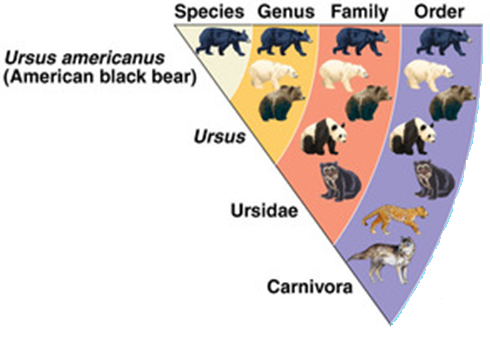 Species Genus Family Order
Ursus americanus
(American black bear)
Ursus
Ursidae
Carnivora